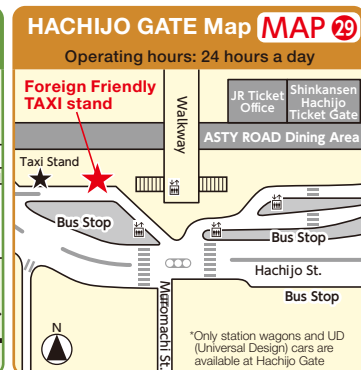 HACHIJO GATE Map MAP 29
Operating hours: 24 hours a day
Foreign Friendly
TAXI stand
Walkway
JR Ticket
Office
Shinkansen
Hachijo
Ticket Gate
ASTY ROAD Dining Area
Taxi Stand
Bus Stop
Bus Stop
Hachijo St.
Bus Stop
Muromachi St.
N
*Only station wagons and UD
(Universal Design) cars are
available at Hachijo Gate